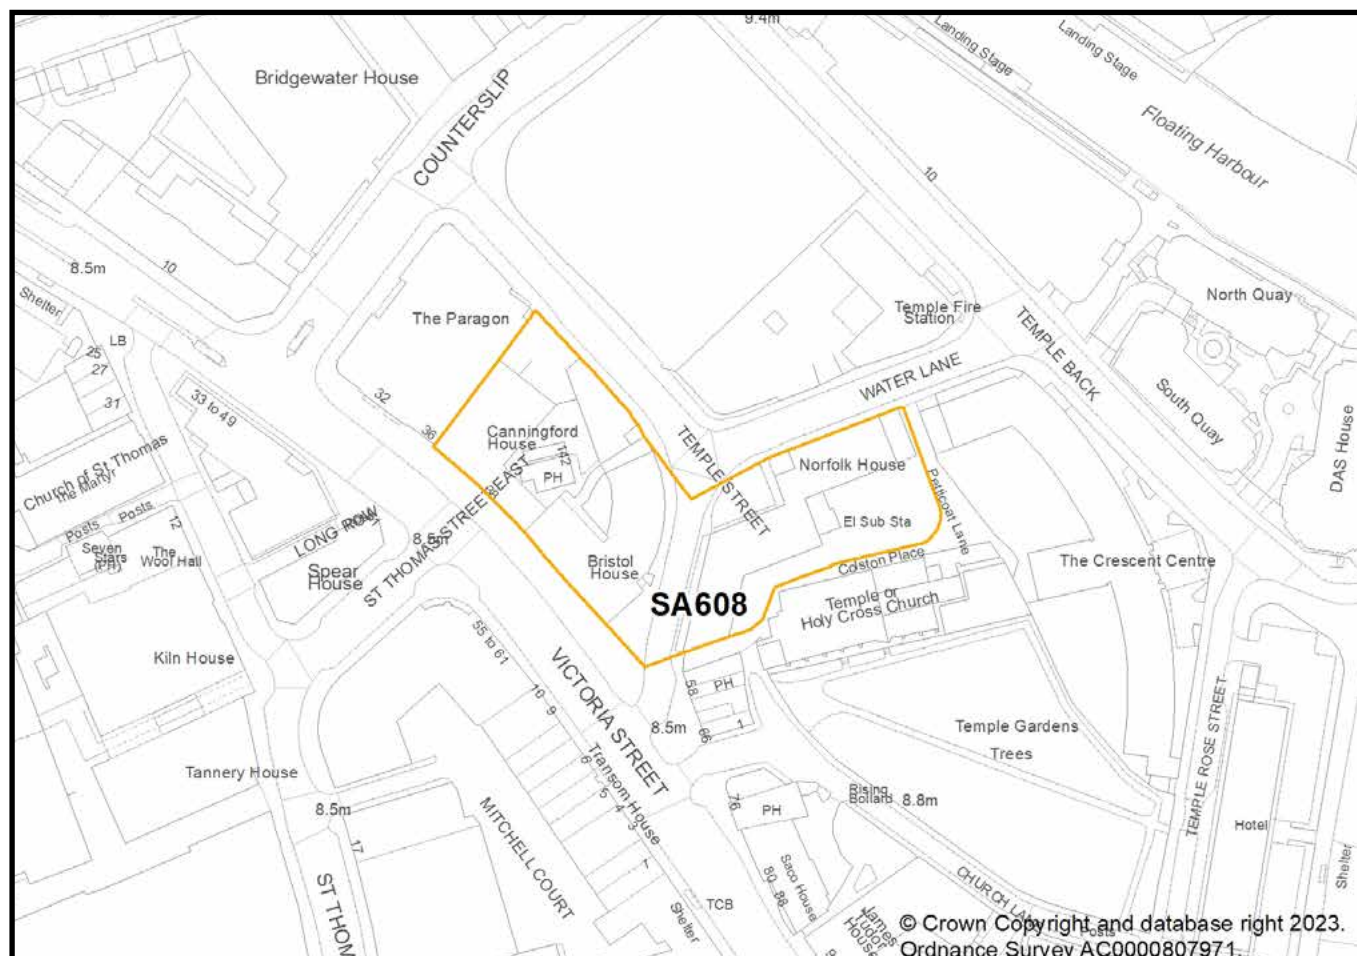 9.4m
Landing Stage
Landing Stage
Bridgewater House
COUNTERSLIP
Floating Harbour
10
8.5m
10
Shelter
North Quay
The Paragon
Temple Fire
Station
LB
TEMPLE BACK
25
27
31
33 to 49
32
WATER LANE
South Quay
DAS House
36
Canningford
House
142
TEMPLE STREET
Norfolk House
Church of St Thomas
the Martyr
PH
Petticoat Lane
Posts
Posts
12
LONG ROW
8.5m
ST THOMAS STREET EAST
El Sub Sta
Seven
Stars
(PH)
The
Wool Hall
Spear
House
Bristol
House
Colston Place
The Crescent Centre
SA608
Temple or
Holy Cross Church
55 to 61
Kiln House
VICTORIA STREET
58
PH
10
9
8.5m
66
1
Temple Gardens
Trees
TEMPLE ROSE STREET
Tannery House
Transom House
6
5
4
3
1
76
PH
Rising
Bollard
8.8m
8.5m
MITCHELL COURT
Hotel
17
Saco House
80
88
CHURCH LANE
Shelter
ST THOM
TCB
Shelter
James
Tudor
House
Posts
© Crown Copyright and database right 2023.
Ordnance Survey AC0000807971.